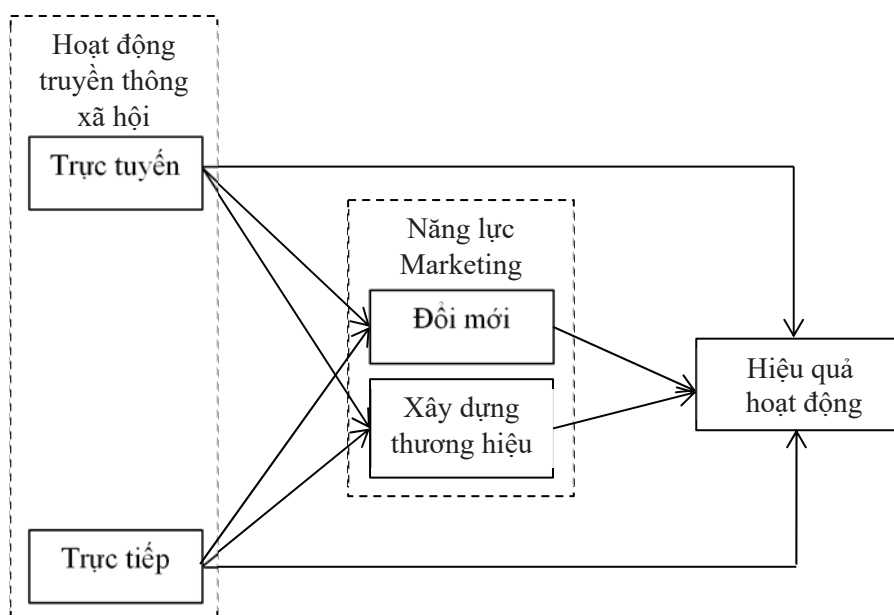 Hoạt động
truyền thông
xã hội
Trực tuyến
Năng lực
Marketing
Đổi mới
Xây dựng
thương hiệu
Hiệu quả
hoạt động
Trực tiếp